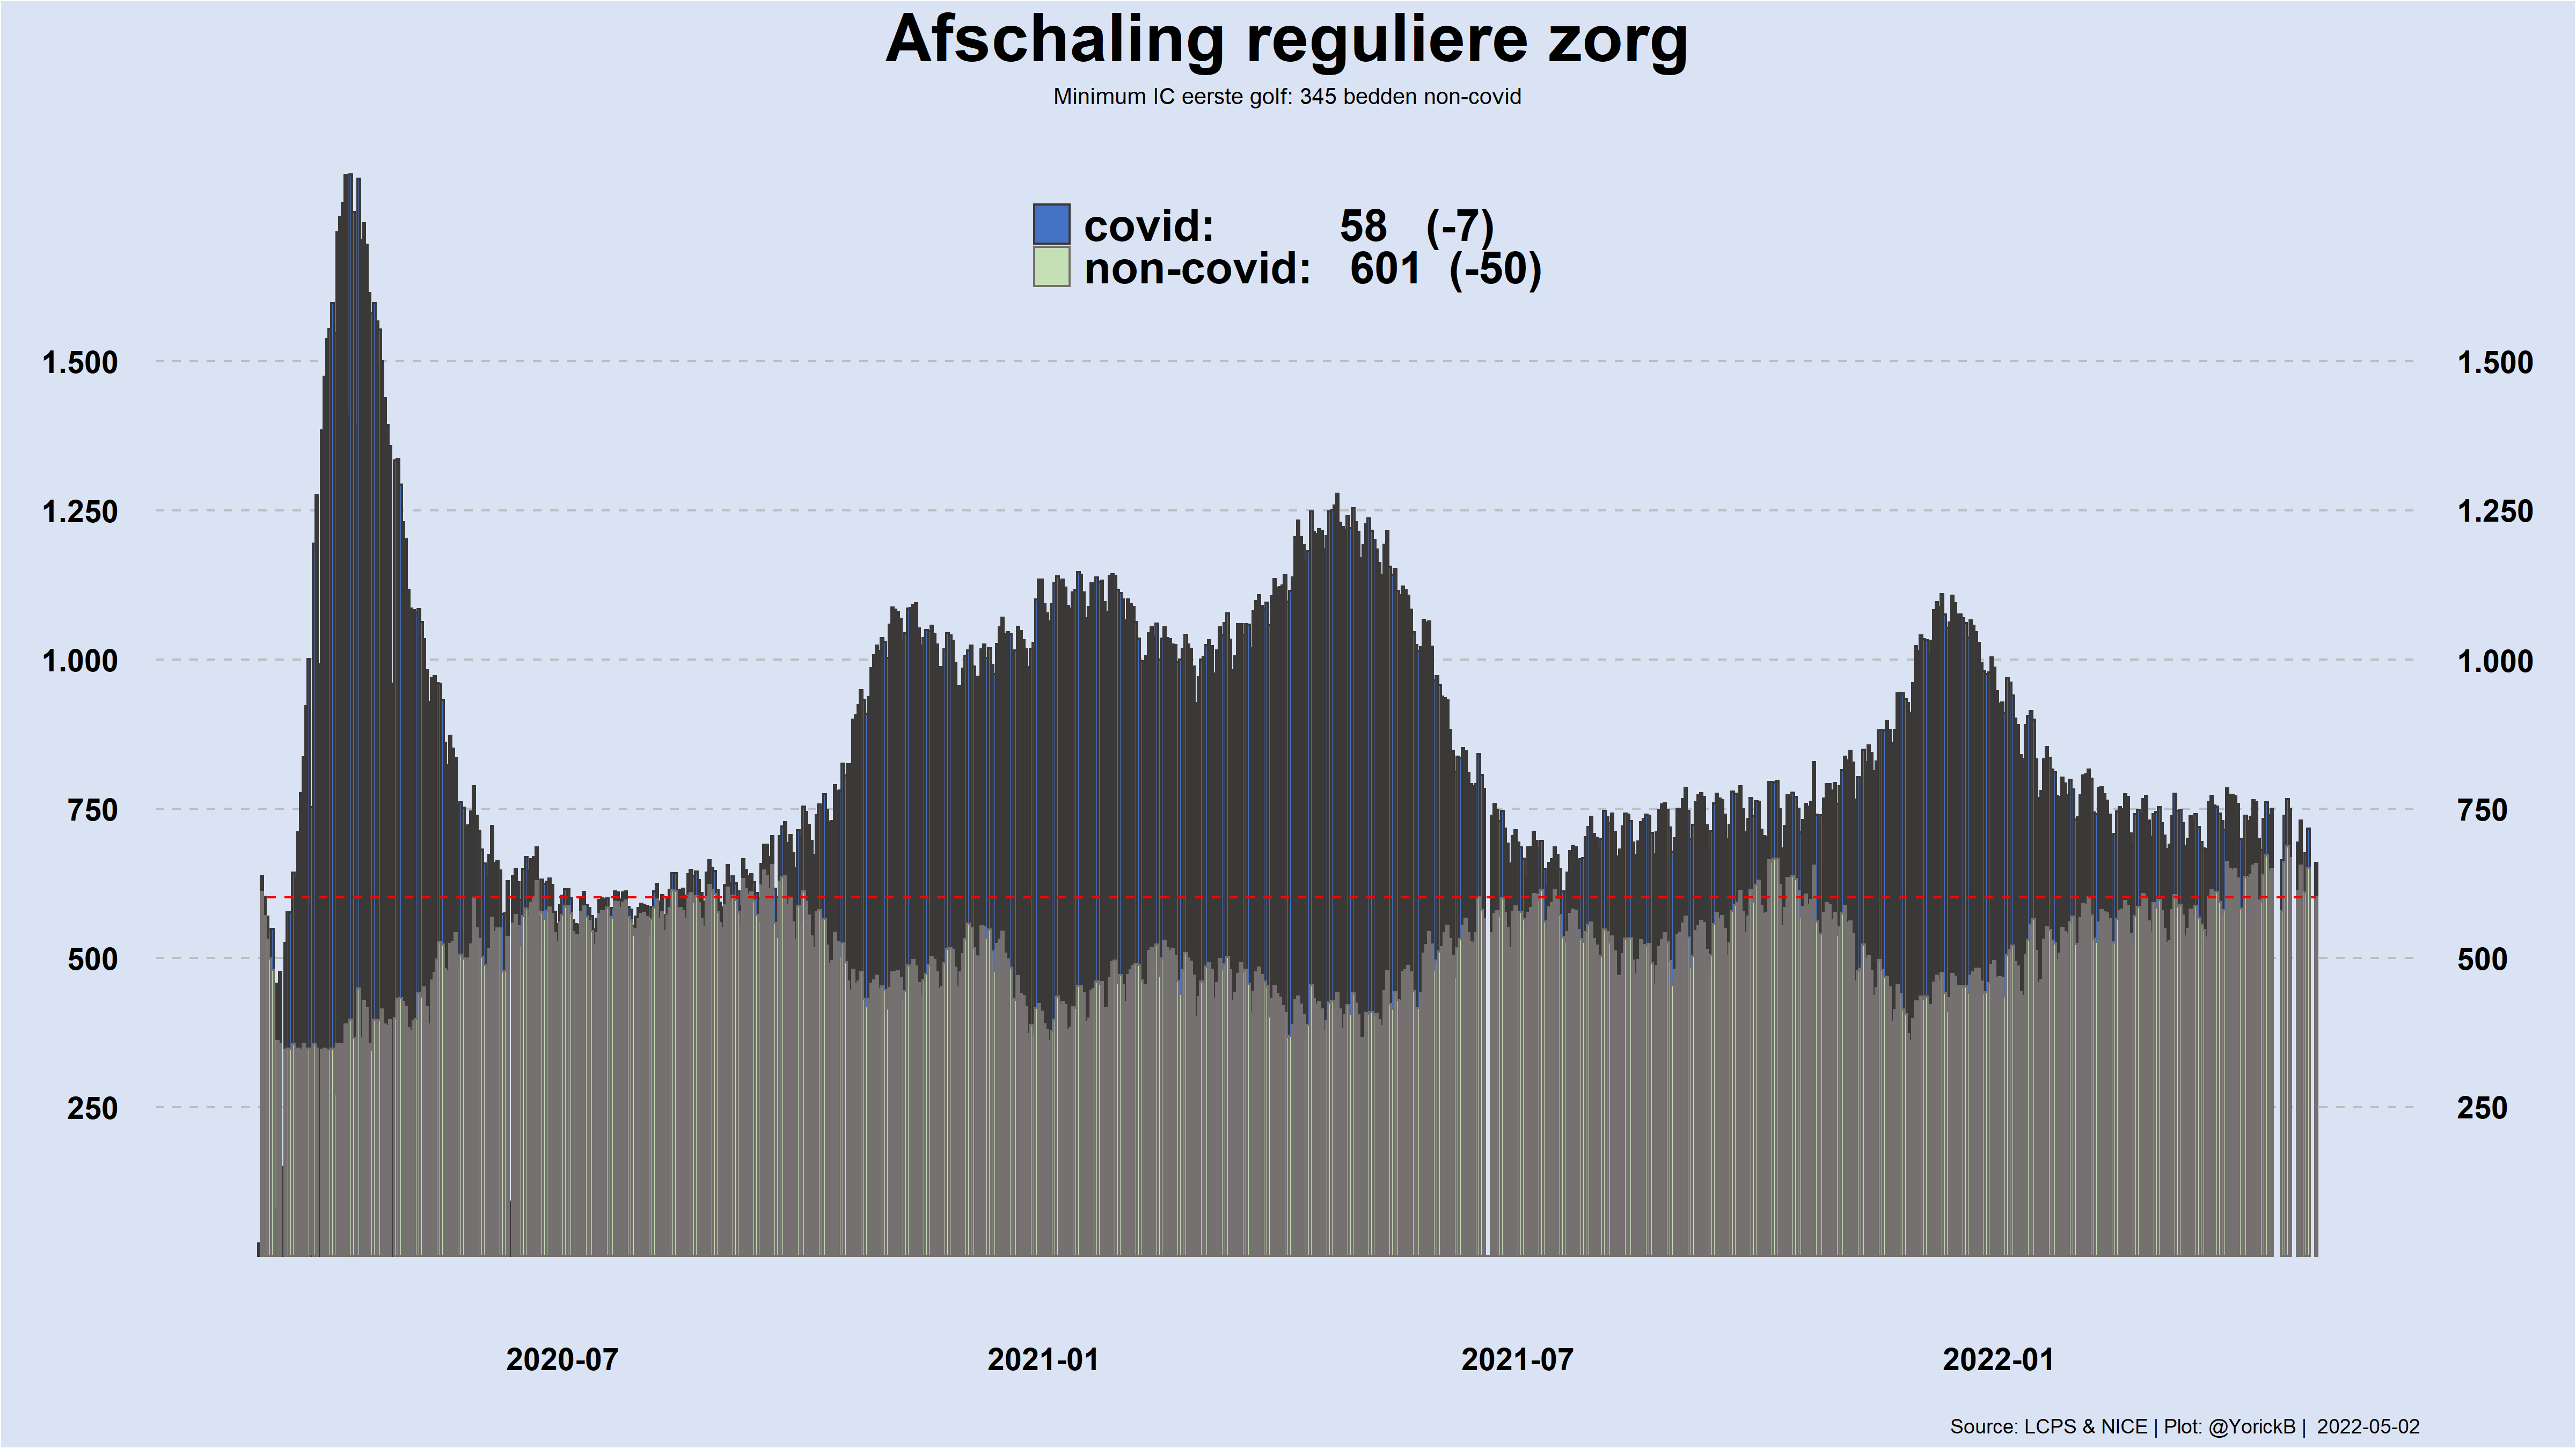 Afschaling reguliere zorg
Minimum IC eerste golf: 345 bedden non-covid
covid: 58 (-7)
non-covid: 601 (-50)
1.500 1.500
1.250 1.250
1.000 1.000
750 750
500 500
250 250
2020-07 2021-01 2021-07 2022-01
Source: LCPS & NICE | Plot: @YorickB | 2022-05-02